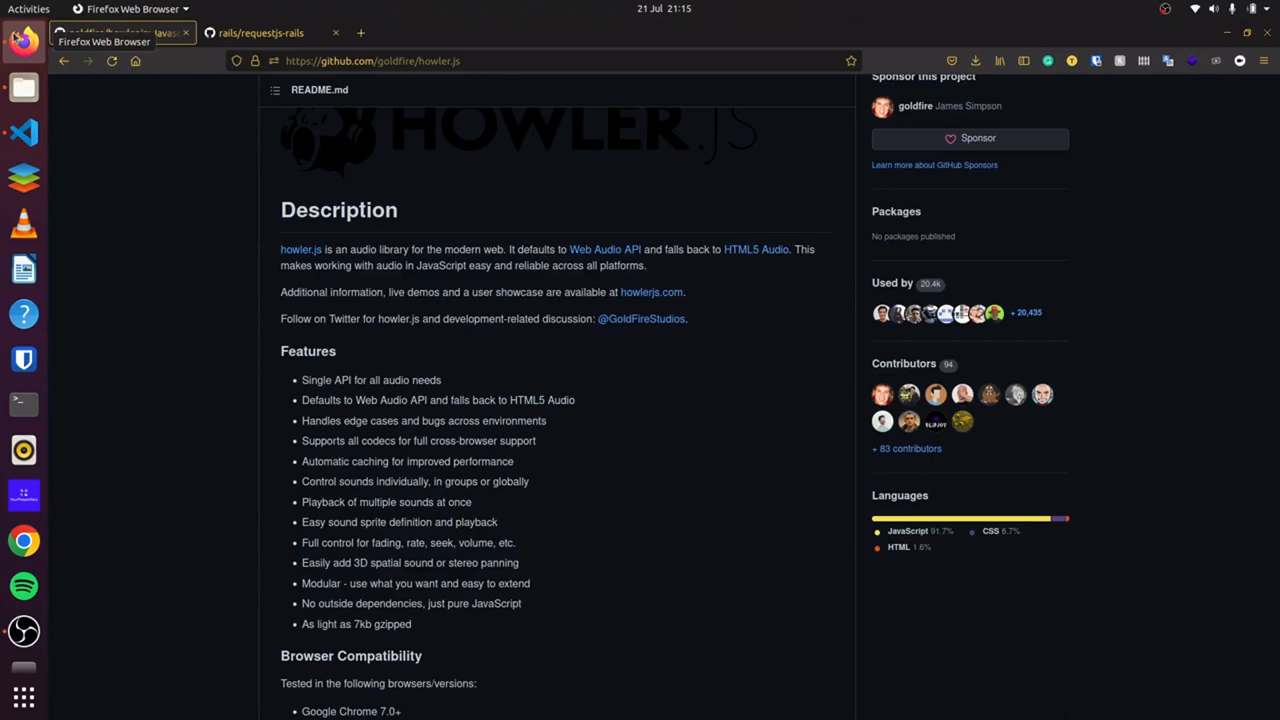 Activities
Firefox Web Browser
21 Jul 21:15
Firefox Web Browser
rails/requestjs-rails
https://github.com/goldfire/howler.js
README.md
HOWLER.JS
Description
howler.js is an audio library for the modern web. It defaults to Web Audio API and falls back to HTML5 Audio. This
makes working with audio in JavaScript easy and reliable across all platforms.
Additional information, live demos and a user showcase are available at howlerjs.com.
Follow on Twitter for howler.js and development-related discussion: @GoldFireStudios.
Features
Single API for all audio needs
Defaults to Web Audio API and falls back to HTML5 Audio
Handles edge cases and bugs across environments
Supports all codecs for full cross-browser support
Automatic caching for improved performance
Control sounds individually, in groups or globally
Playback of multiple sounds at once
Easy sound sprite definition and playback
Full control for fading, rate, seek, volume, etc.
Easily add 3D spatial sound or stereo panning
Modular - use what you want and easy to extend
No outside dependencies, just pure JavaScript
As light as 7kb gzipped
Browser Compatibility
Tested in the following browsers/versions:
Google Chrome 7.0+
Sponsor this project
goldfire James Simpson
Sponsor
Learn more about GitHub Sponsors
Packages
No packages published
Used by 20.4k
+ 20,435
Contributors 94
+ 83 contributors
Languages
JavaScript 91.7%
CSS 6.7%
HTML 1.6%